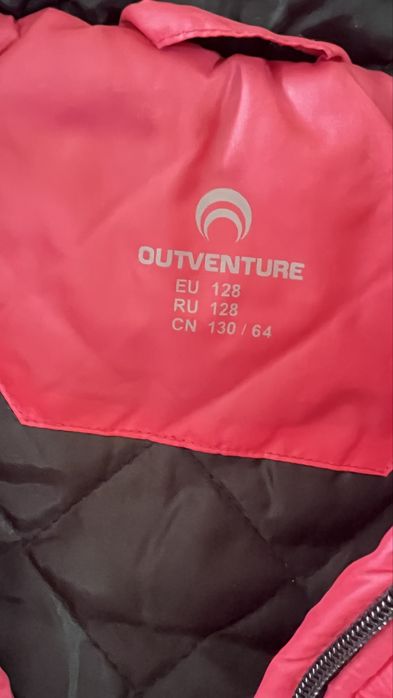 OUTVENTURE
EU 128
RU 128
CN 130 / 64